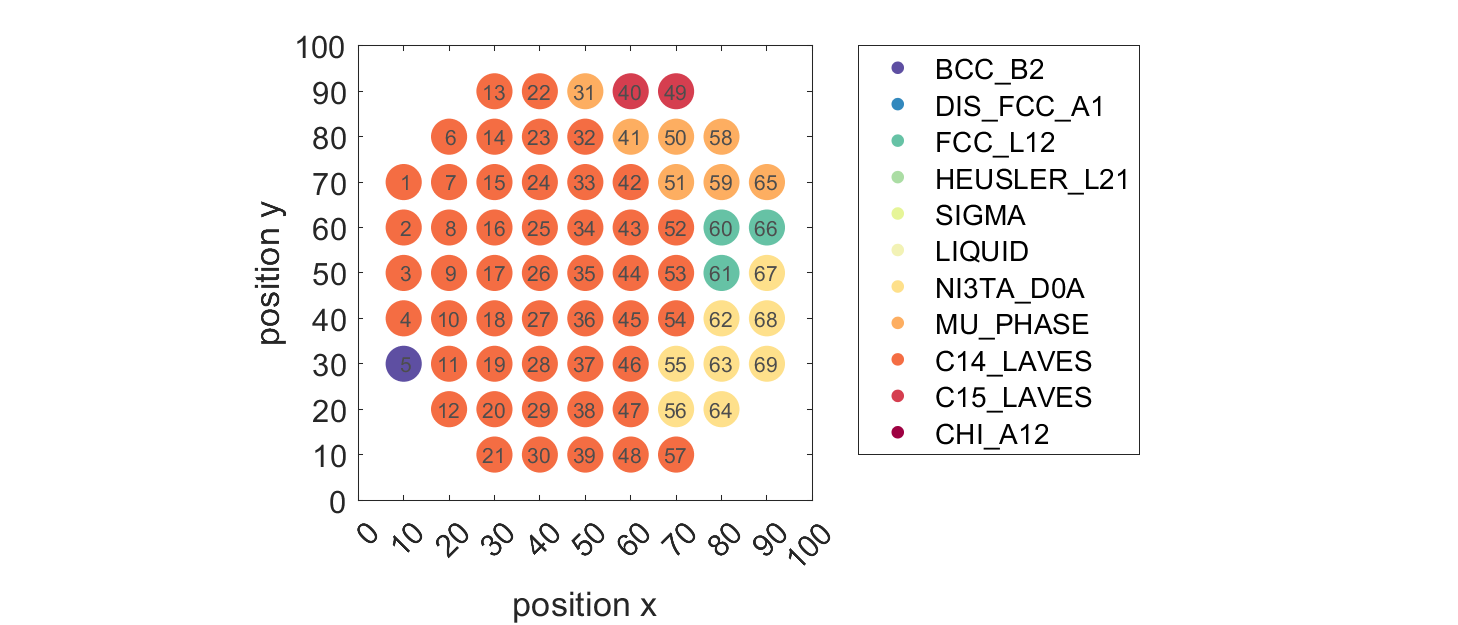 100
90
80
70
60
50
40
30
20
10
0
position y
13 22 31 40 49
6 14 23 32 41 50 58
1 7 15 24 33 42 51 59 65
2 8 16 25 34 43 52 60 66
3 9 17 26 35 44 53 61 67
4 10 18 27 36 45 54 62 68
5 11 19 28 37 46 55 63 69
12 20 29 38 47 56 64
21 30 39 48 57
0 10 20 30 40 50 60 70 80 90 100
position x
BCC_B2
DIS_FCC_A1
FCC_L12
HEUSLER_L21
SIGMA
LIQUID
NI3TA_D0A
MU_PHASE
C14_LAVES
C15_LAVES
CHI_A12